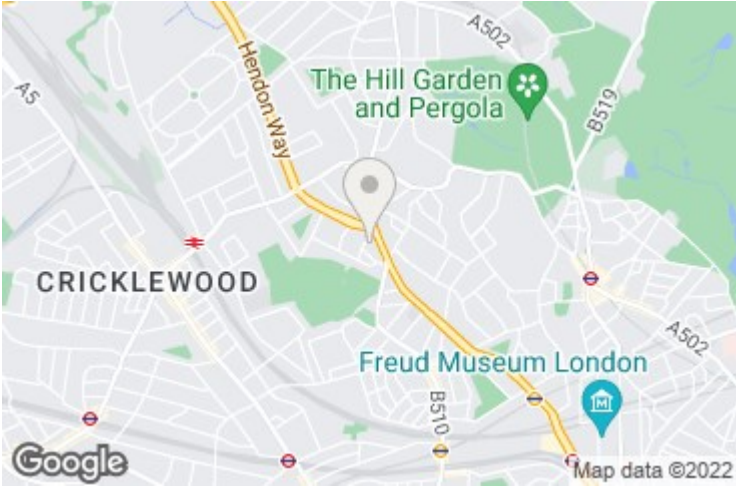 A502
A5
Hendon Way
The Hill Garden
and Pergola
B519
CRICKLEWOOD
A502
Freud Museum London
B510
M
Google
Map data ©2022